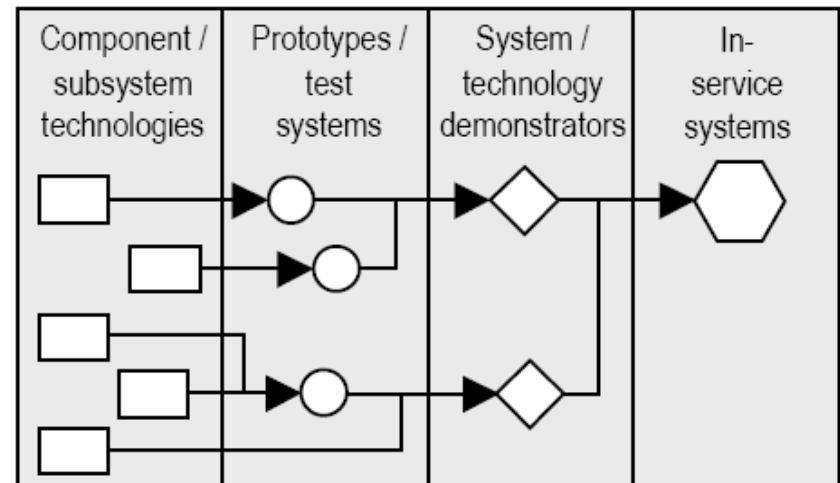 Component /
subsystem
technologies
Prototypes /
test
systems
System /
technology
demonstrators
In-
service
systems